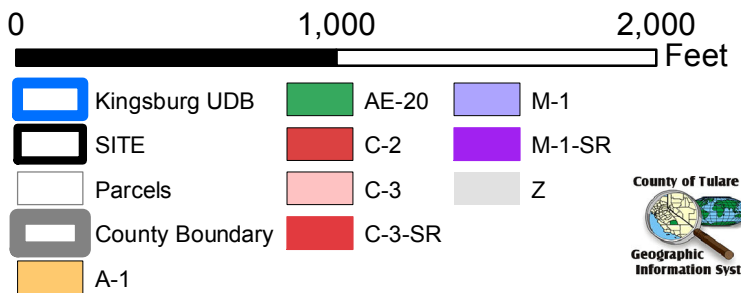 0 1,000 2,000
Feet
Kingsburg UDB AE-20 M-1
SITE C-2 M-1-SR
Parcels C-3 Z
County Boundary C-3-SR
A-1
County of Tulare
Geographic
Information Syst